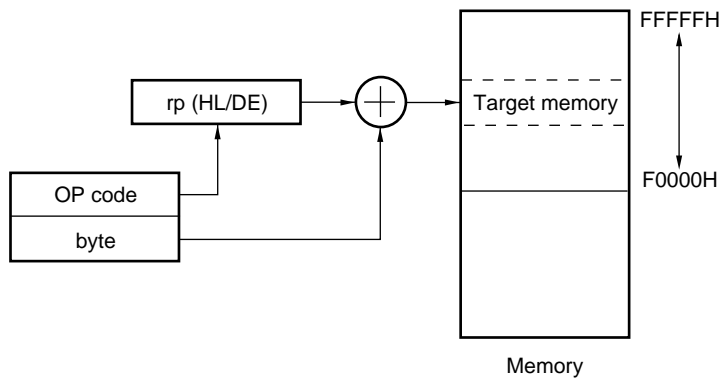 FFFFFH
rp (HL/DE)
Target memory
OP code
byte
F0000H
Memory